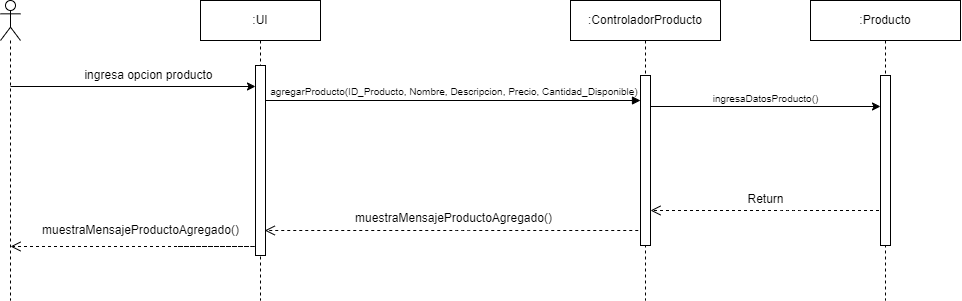 :UI
:ControladorProducto
:Producto
ingresa opcion producto
agregarProducto(ID_Producto, Nombre, Descripcion, Precio, Cantidad_Disponible)
ingresaDatosProducto()
Return
muestraMensajeProductoAgregado()
muestraMensajeProductoAgregado()